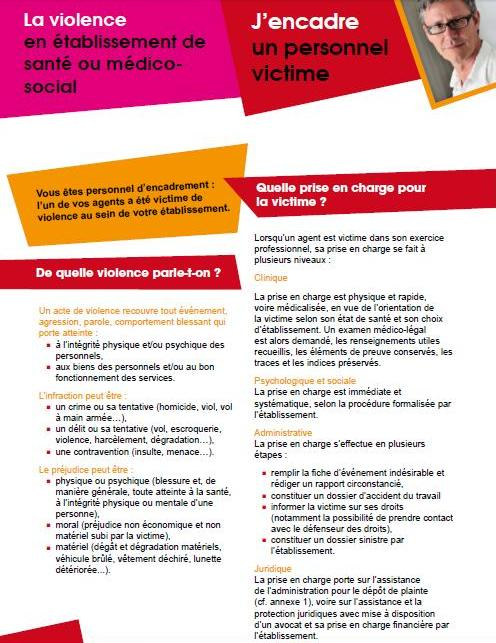 La violence
en établissement de
santé ou médico-
social
J'encadre
un personnel
victime
Vous êtes personnel d'encadrement :
l'un de vos agents a été victime de
violence au sein de votre établissement.
De quelle violence parle-t-on ?
Un acte de violence recouvre tout événement,
agression, parole, comportement blessant qui
porte atteinte :
à l'intégrité physique et/ou psychique des
personnels,
aux biens des personnels et/ou au bon
fonctionnement des services.
L'infraction peut être :
un crime ou sa tentative (homicide, viol, vol
à main armée…),
un délit ou sa tentative (vol, escroquerie,
violence, harcèlement, dégradation…),
une contravention (insulte, menace…).
Le préjudice peut être :
physique ou psychique (blessure et, de
manière générale, toute atteinte à la santé,
à l'intégrité physique ou mentale d'une
personne),
moral (préjudice non économique et non
matériel subi par la victime),
matériel (dégât et dégradation matériels,
véhicule brûlé, vêtement déchiré, lunette
détériorée…).
Quelle prise en charge pour
la victime ?
Lorsqu'un agent est victime dans son exercice
professionnel, sa prise en charge se fait à
plusieurs niveaux :
Clinique
La prise en charge est physique et rapide,
voire médicalisée, en vue de l'orientation de
la victime selon son état de santé et son choix
d'établissement. Un examen médico-légal
est alors demandé, les renseignements utiles
recueillis, les éléments de preuve conservés, les
traces et les indices préservés.
Psychologique et sociale
La prise en charge est immédiate et
systématique, selon la procédure formalisée par
l'établissement.
Administrative
La prise en charge s'effectue en plusieurs
étapes :
remplir la fiche d'événement indésirable et
rédiger un rapport circonstancié,
constituer un dossier d'accident du travail
informer la victime sur ses droits
(notamment la possibilité de prendre contact
avec le défenseur des droits),
constituer un dossier sinistre par
l'établissement.
Juridique
La prise en charge porte sur l'assistance
de l'administration pour le dépôt de plainte
(cf. annexe 1), voire sur l'assistance et la
protection juridiques avec mise à disposition
d'un avocat et sa prise en charge financière par
l'établissement.